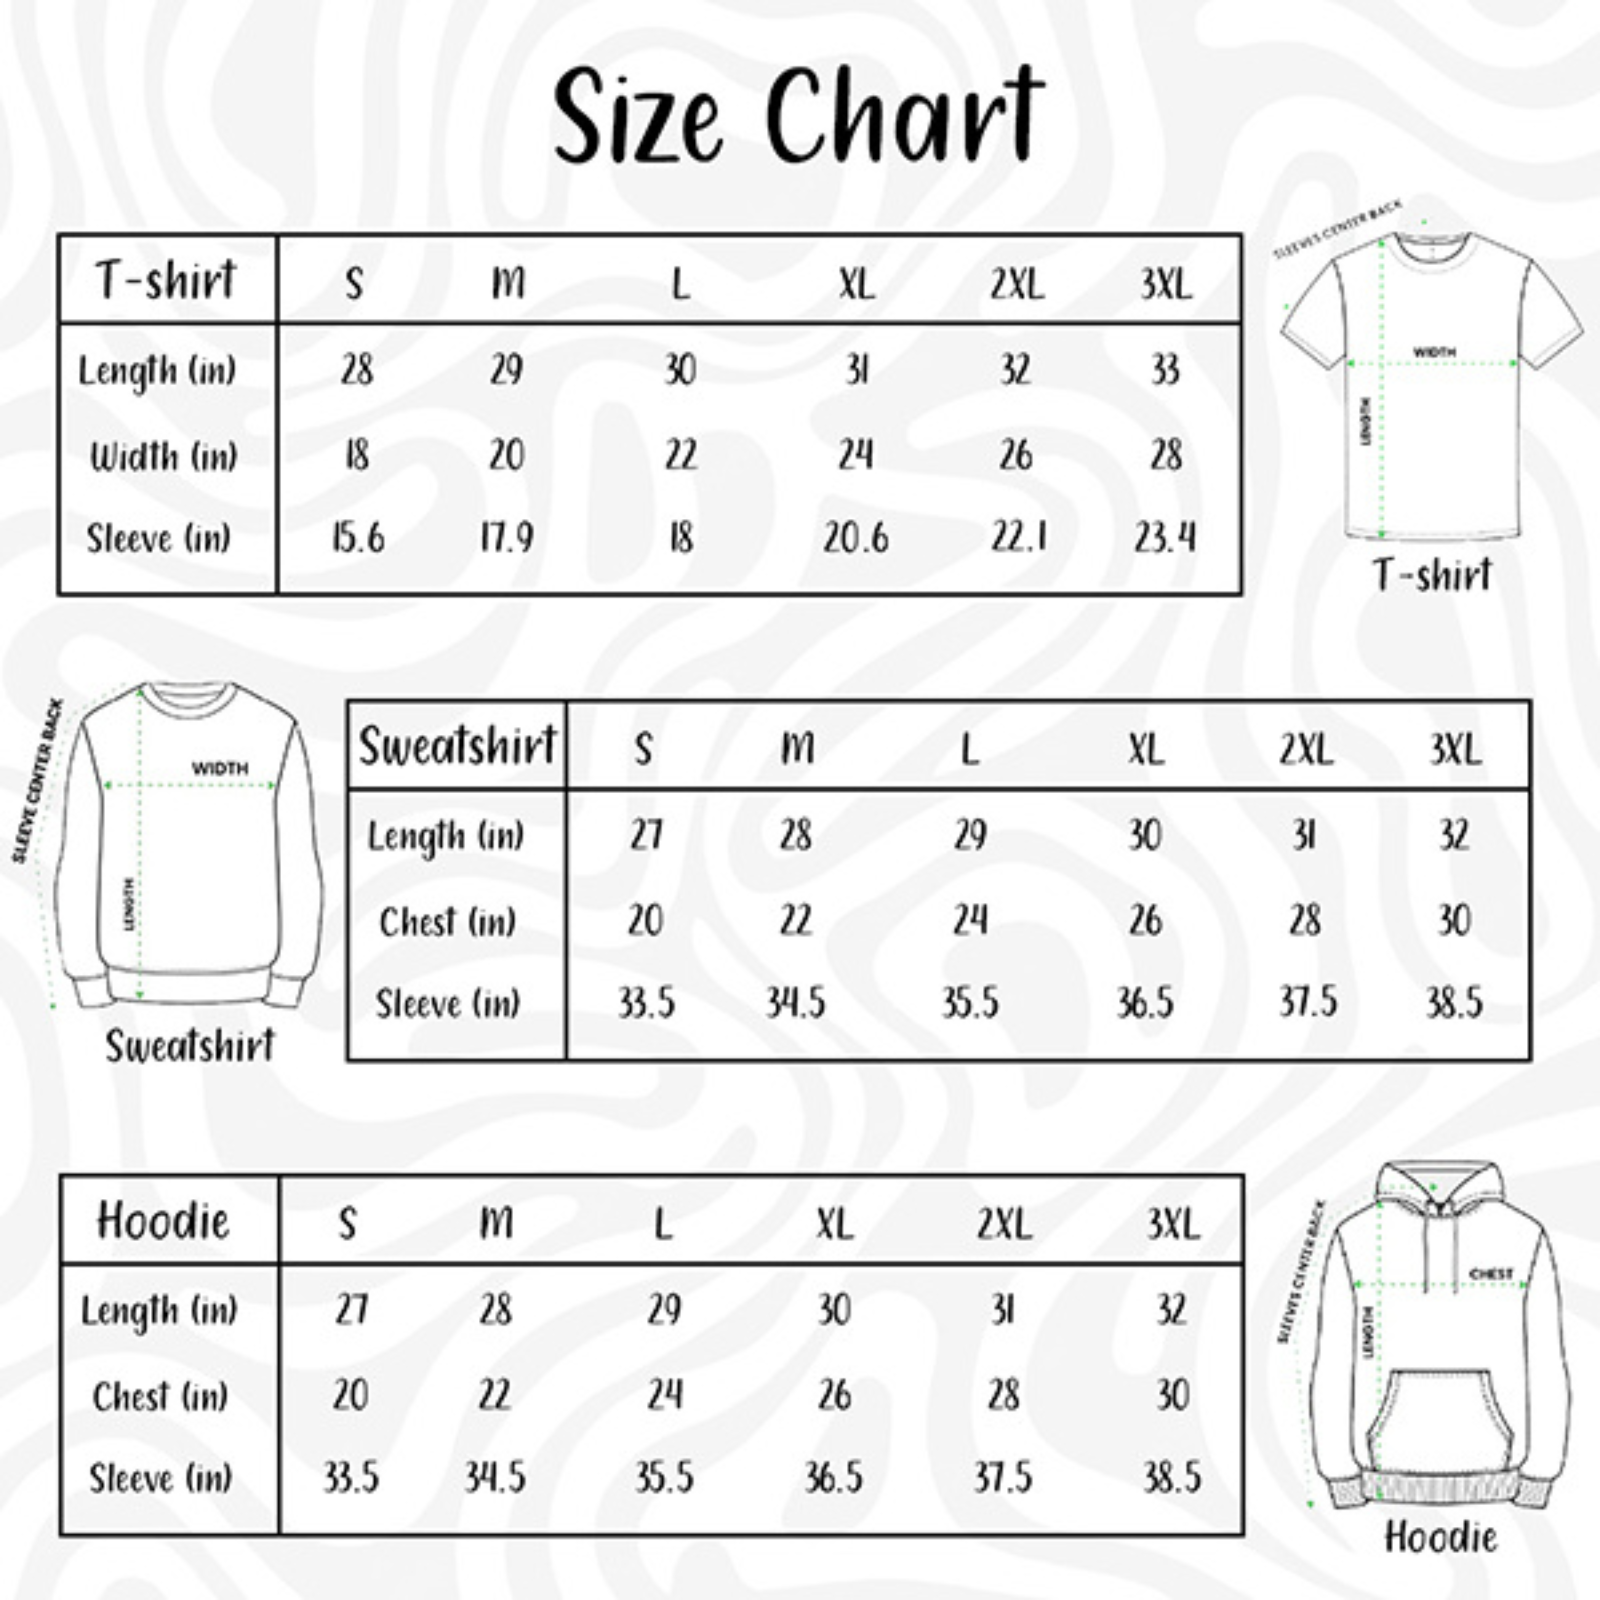 Size Chart
SLEEVES CENTER BACK
T-shirt S M L XL 2XL 3XL
Length (in) 28 29 30 31 32 33
WIDTH
Width (in) 18 20 22 24 26 28
LENGTH
Sleeve (in) 15.6 17.9 18 20.6 22.1 23.4
T-shirt
SLEEVE CENTER BACK
WIDTH
LENGTH
Sweatshirt
Sweatshirt S M L XL 2XL 3XL
Length (in) 27 28 29 30 31 32
Chest (in) 20 22 24 26 28 30
Sleeve (in) 33.5 34.5 35.5 36.5 37.5 38.5
Hoodie S M L XL 2XL 3XL
Length (in) 27 28 29 30 31 32
Chest (in) 20 22 24 26 28 30
Sleeve (in) 33.5 34.5 35.5 36.5 37.5 38.5
SLEEVES CENTER BACK
CHEST
LENGTH
Hoodie